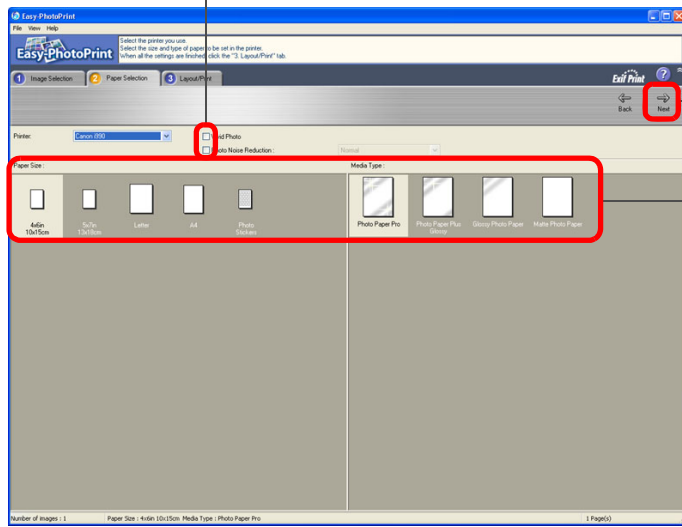 Easy-PhotoPrint
File View Help
Easy-PhotoPrint
Select the printer you use.
Select the size and type of paper to be set in the printer.
When all the settings are finished, click the "3. Layout/Print" tab.
1 Image Selection
2 Paper Selection
3 Layout/Print
Exif Print
?
Back
Next
Printer:
Canon i990
Vivid Photo
Photo Noise Reduction :
Normal
Paper Size :
Media Type :
4x6in
10x15cm
5x7in
13x18cm
Letter
A4
Photo
Stickers
Photo Paper Pro
Photo Paper Plus
Glossy
Glossy Photo Paper
Matte Photo Paper
Number of images : 1
Paper Size : 4x6in 10x15cm Media Type : Photo Paper Pro
1 Page(s)